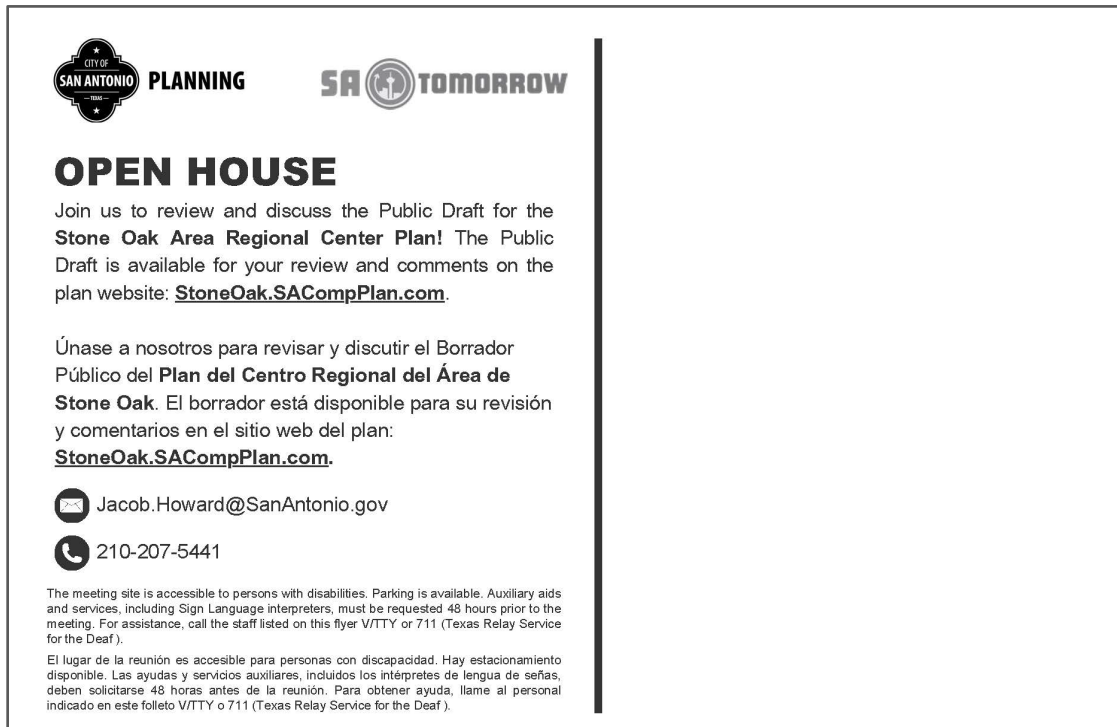 CITY OF
SAN ANTONIO
TEXAS
PLANNING
SA TOMORROW
OPEN HOUSE
Join us to review and discuss the Public Draft for the
Stone Oak Area Regional Center Plan! The Public
Draft is available for your review and comments on the
plan website: StoneOak.SACompPlan.com.
Únase a nosotros para revisar y discutir el Borrador
Público del Plan del Centro Regional del Área de
Stone Oak. El borrador está disponible para su revisión
y comentarios en el sitio web del plan:
StoneOak.SACompPlan.com.
Jacob.Howard@SanAntonio.gov
210-207-5441
The meeting site is accessible to persons with disabilities. Parking is available. Auxiliary aids
and services, including Sign Language interpreters, must be requested 48 hours prior to the
meeting. For assistance, call the staff listed on this flyer V/TTY or 711 (Texas Relay Service
for the Deaf ).
El lugar de la reunión es accesible para personas con discapacidad. Hay estacionamiento
disponible. Las ayudas y servicios auxiliares, incluidos los intérpretes de lengua de señas,
deben solicitarse 48 horas antes de la reunión. Para obtener ayuda, llame al personal
indicado en este folleto V/TTY o 711 (Texas Relay Service for the Deaf ).